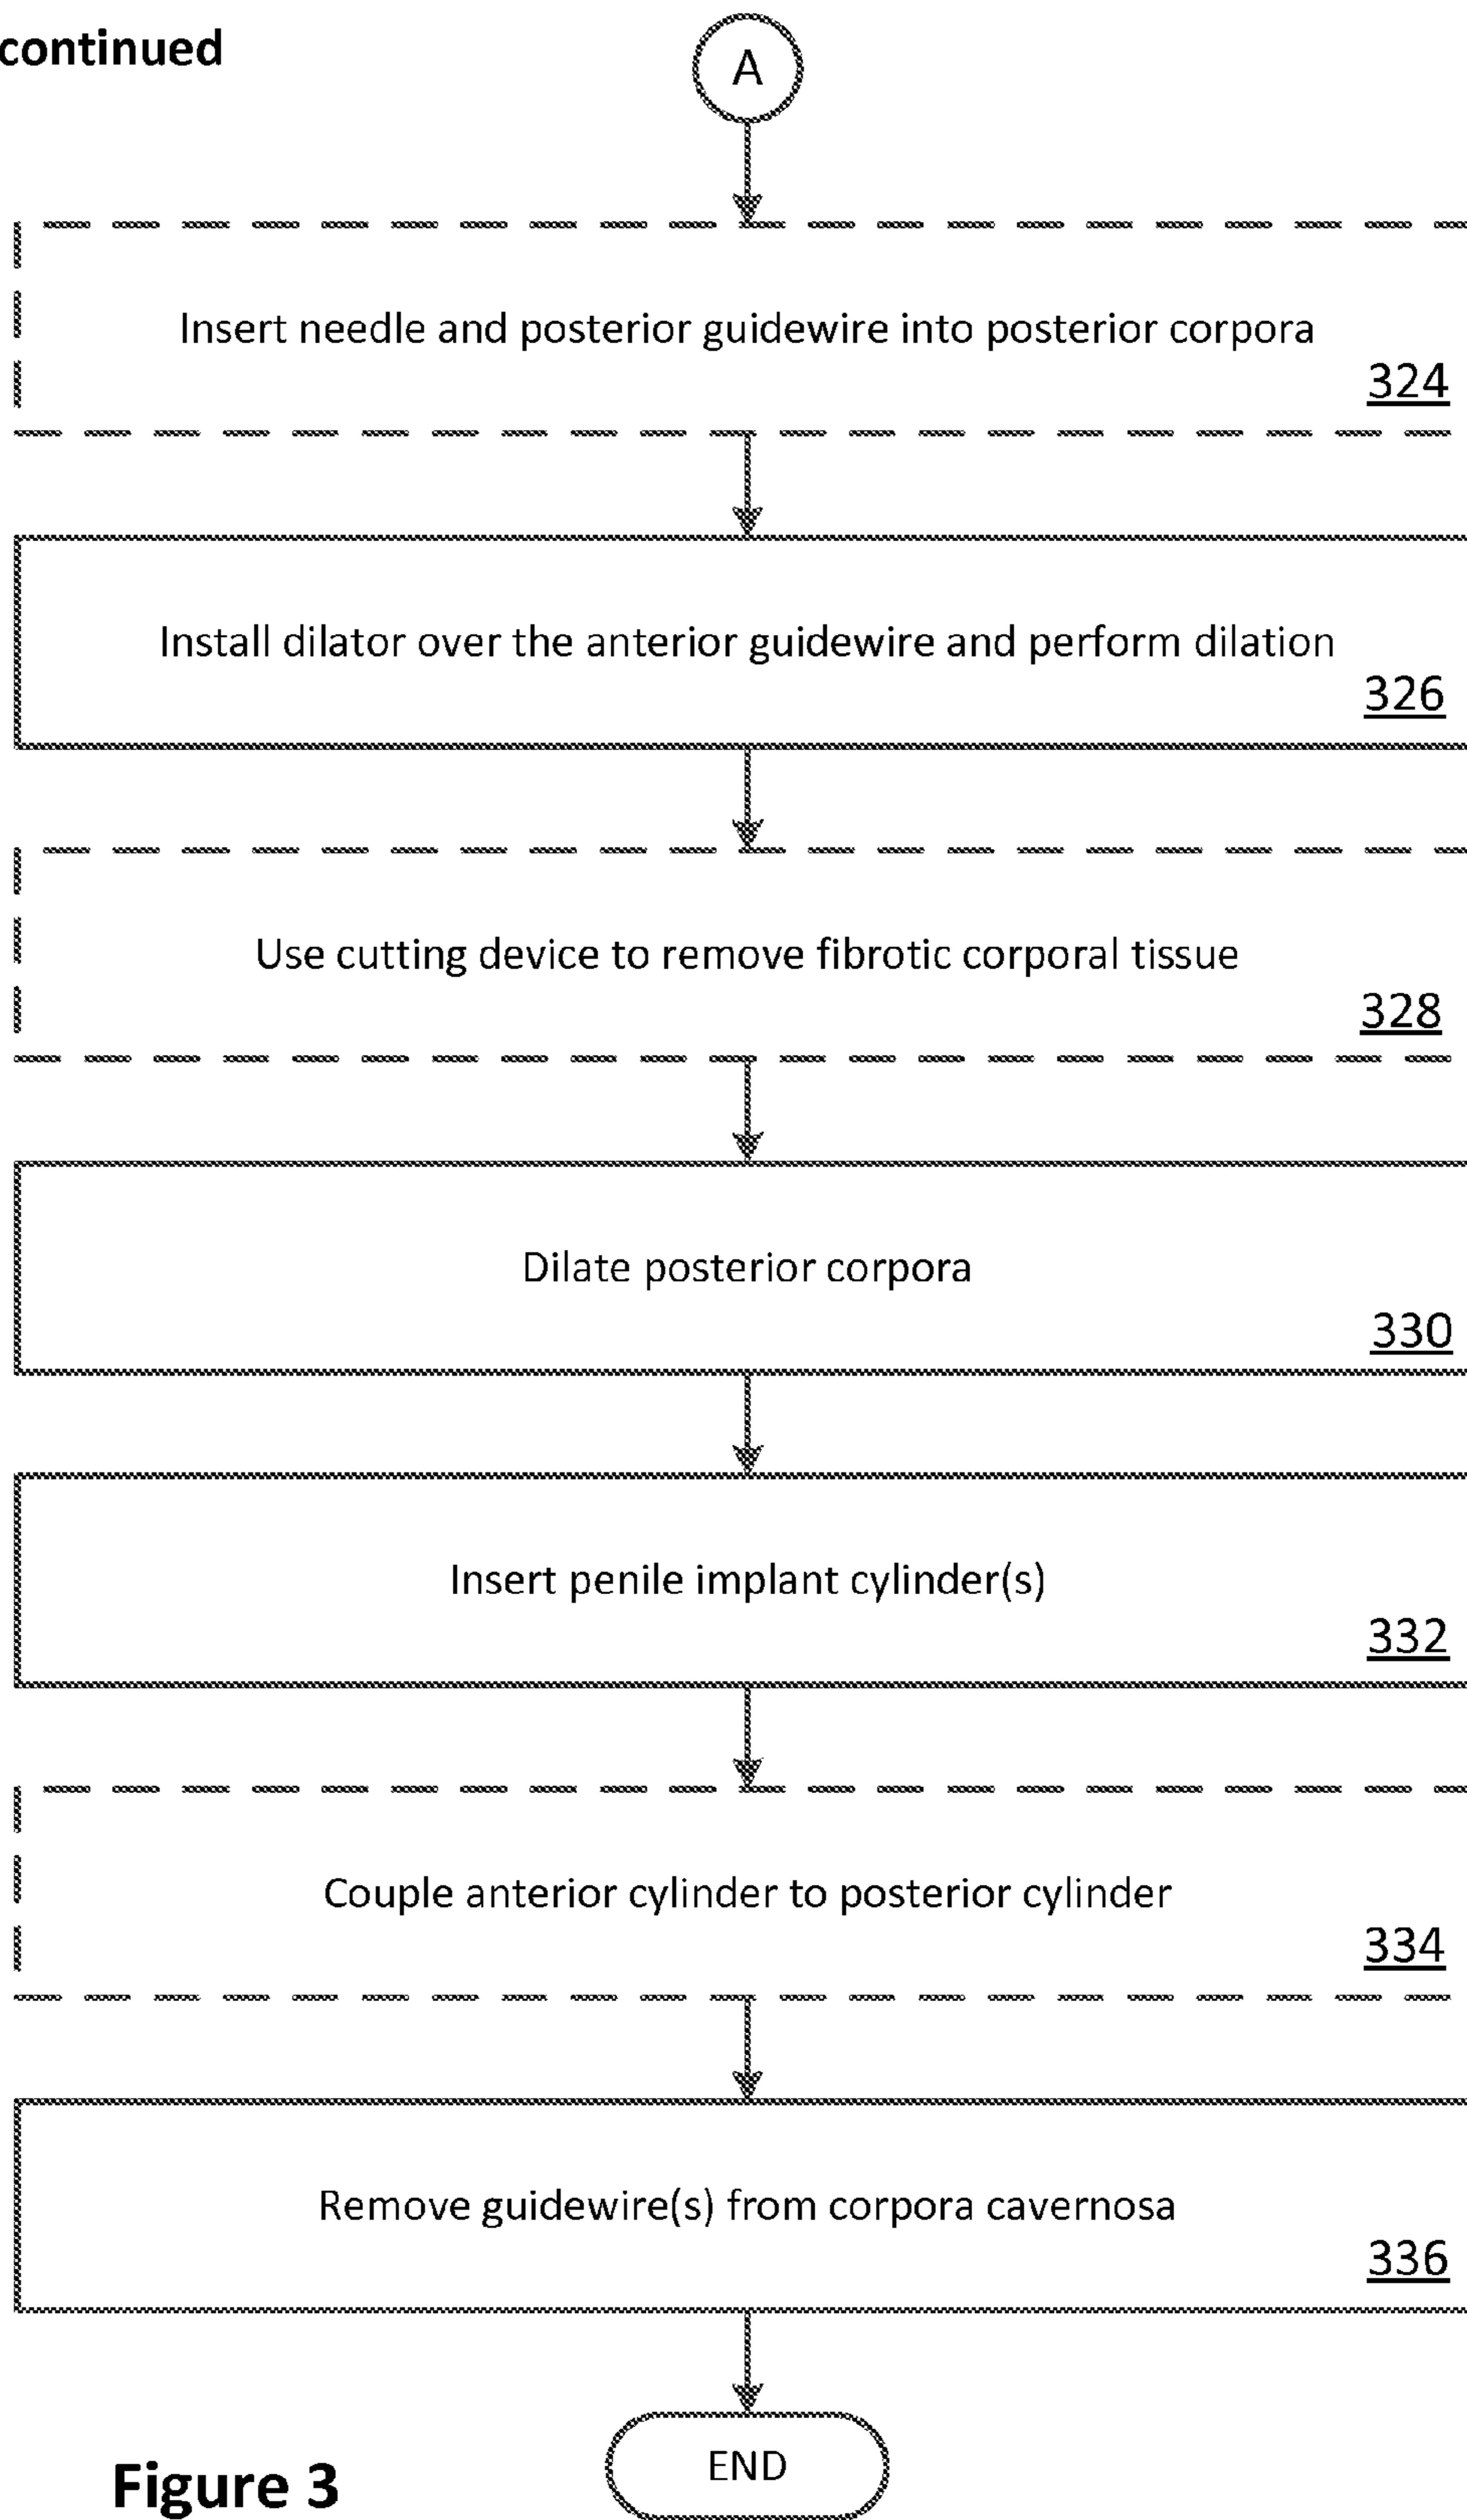 continued
A
Insert needle and posterior guidewire into posterior corpora
324
Install dilator over the anterior guidewire and perform dilation
326
Use cutting device to remove fibrotic corporal tissue
328
Dilate posterior corpora
330
Insert penile implant cylinder(s)
332
Couple anterior cylinder to posterior cylinder
334
Remove guidewire(s) from corpora cavernosa
336
END
Figure 3